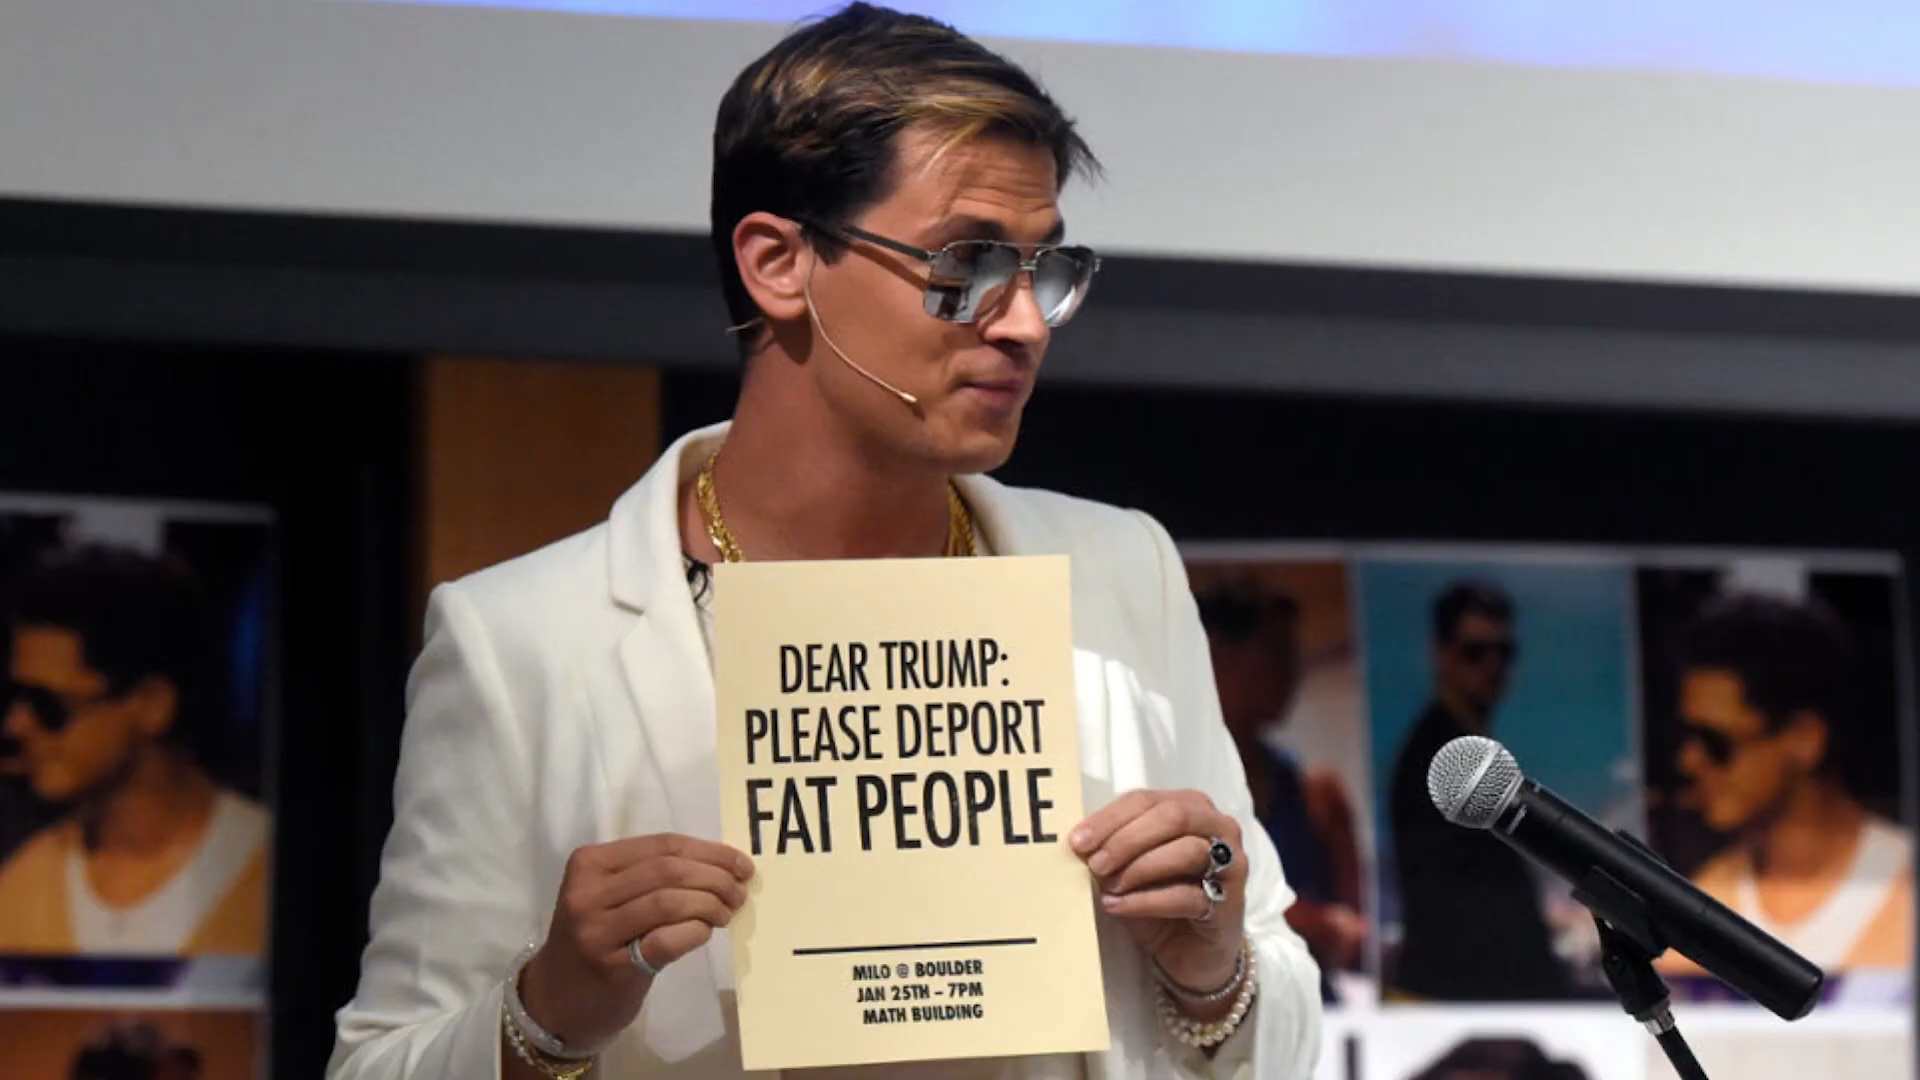 DEAR TRUMP:
PLEASE DEPORT
FAT PEOPLE
MILO @ BOULDER
JAN 25TH – 7PM
MATH BUILDING